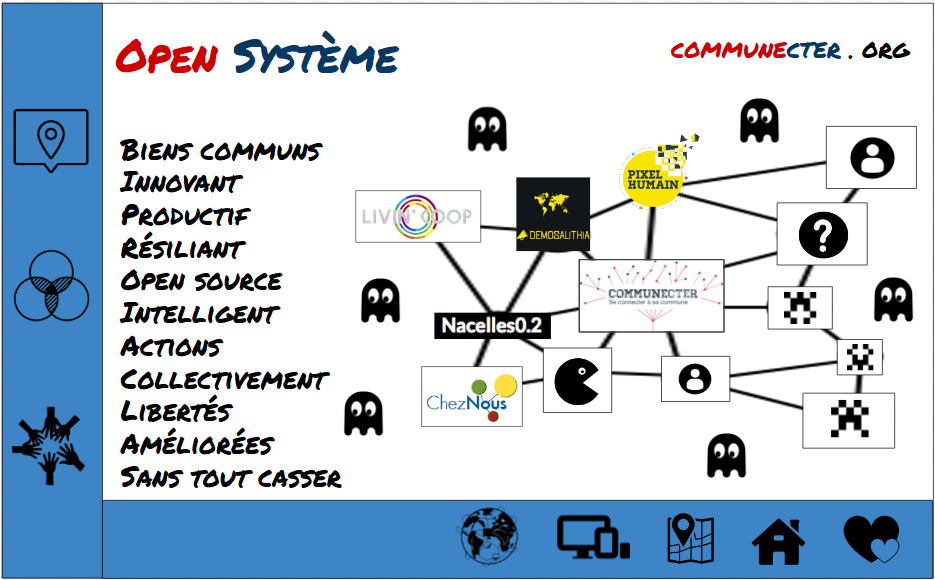 Open Système
communecter . org
Biens communs
Innovant
Productif
Résiliant
Open source
Intelligent
Actions
Collectivement
Libertés
Améliorées
Sans tout casser
LIVIN' COOP
DEMOSALITHIA
PIXEL
HUMAIN
COMMUNECTER
Se connecter à sa commune
?
Nacelles0.2
ChezNous